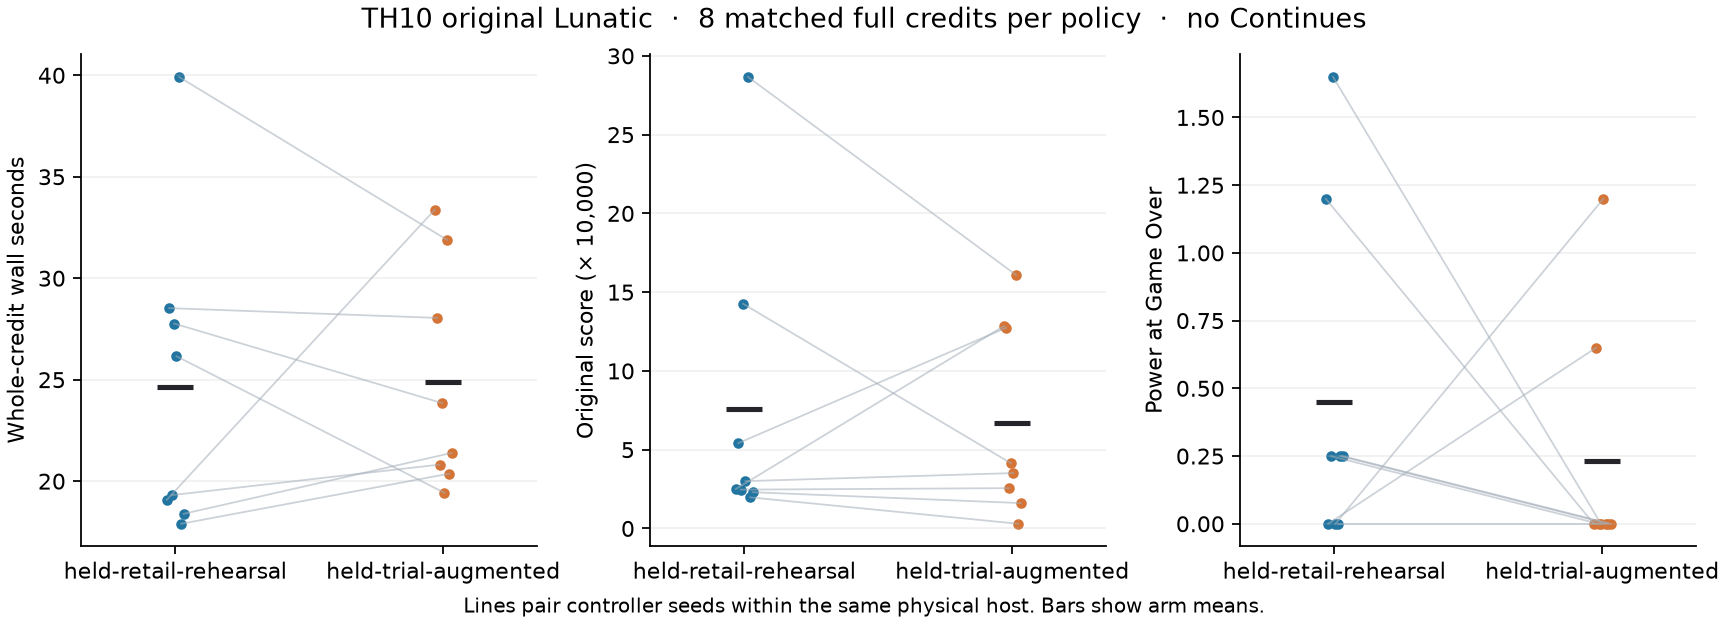 TH10 original Lunatic · 8 matched full credits per policy · no Continues
Whole-credit wall seconds
40
35
30
25
20
held-retail-rehearsal
held-trial-augmented
Original score (× 10,000)
30
25
20
15
10
5
0
held-retail-rehearsal
held-trial-augmented
Power at Game Over
1.50
1.25
1.00
0.75
0.50
0.25
0.00
held-retail-rehearsal
held-trial-augmented
Lines pair controller seeds within the same physical host. Bars show arm means.